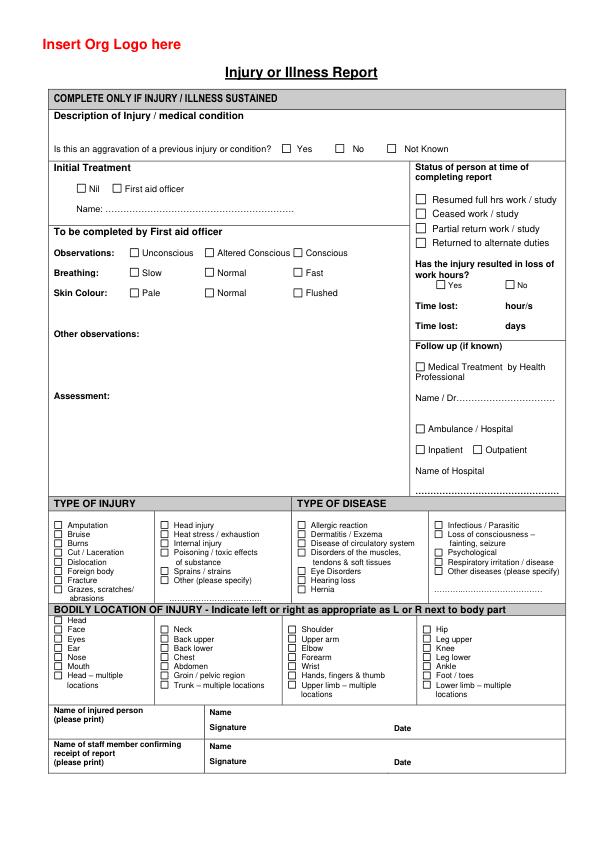 Insert Org Logo here
Injury or Illness Report
COMPLETE ONLY IF INJURY / ILLNESS SUSTAINED
Description of Injury / medical condition
Is this an aggravation of a previous injury or condition? ☐ Yes ☐ No ☐ Not Known
Initial Treatment
☐ Nil ☐ First aid officer
Name: ……………………………………………………….
To be completed by First aid officer
Observations: ☐ Unconscious ☐ Altered Conscious ☐ Conscious
Breathing: ☐ Slow ☐ Normal ☐ Fast
Skin Colour: ☐ Pale ☐ Normal ☐ Flushed
Other observations:
Assessment:
Status of person at time of
completing report
☐ Resumed full hrs work / study
☐ Ceased work / study
☐ Partial return work / study
☐ Returned to alternate duties
Has the injury resulted in loss of
work hours?
☐ Yes ☐ No
Time lost: hour/s
Time lost: days
Follow up (if known)
☐ Medical Treatment by Health
Professional
Name / Dr……………………………
☐ Ambulance / Hospital
☐ Inpatient ☐ Outpatient
Name of Hospital
…………………………………………
TYPE OF INJURY
☐ Amputation
☐ Bruise
☐ Burns
☐ Cut / Laceration
☐ Dislocation
☐ Foreign body
☐ Fracture
☐ Grazes, scratches/
abrasions
☐ Head injury
☐ Heat stress / exhaustion
☐ Internal injury
☐ Poisoning / toxic effects
of substance
☐ Sprains / strains
☐ Other (please specify)
……………………………..
TYPE OF DISEASE
☐ Allergic reaction
☐ Dermatitis / Exzema
☐ Disease of circulatory system
☐ Disorders of the muscles,
tendons & soft tissues
☐ Eye Disorders
☐ Hearing loss
☐ Hernia
☐ Infectious / Parasitic
☐ Loss of consciousness –
fainting, seizure
☐ Psychological
☐ Respiratory irritation / disease
☐ Other diseases (please specify)
…………………………………..
BODILY LOCATION OF INJURY - Indicate left or right as appropriate as L or R next to body part
☐ Head
☐ Face
☐ Eyes
☐ Ear
☐ Nose
☐ Mouth
☐ Head – multiple
locations
☐ Neck
☐ Back upper
☐ Back lower
☐ Chest
☐ Abdomen
☐ Groin / pelvic region
☐ Trunk – multiple locations
☐ Shoulder
☐ Upper arm
☐ Elbow
☐ Forearm
☐ Wrist
☐ Hands, fingers & thumb
☐ Upper limb – multiple
locations
☐ Hip
☐ Leg upper
☐ Knee
☐ Leg lower
☐ Ankle
☐ Foot / toes
☐ Lower limb – multiple
locations
Name of injured person
(please print)
Name
Signature Date
Name of staff member confirming
receipt of report
(please print)
Name
Signature Date